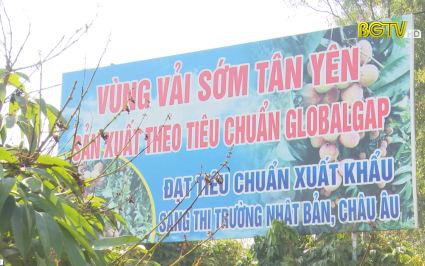 BGTV HD
VÙNG VẢI SỚM TÂN YÊN
SẢN XUẤT THEO TIÊU CHUẨN GLOBALGAP
ĐẠT TIÊU CHUẨN XUẤT KHẨU
SANG THỊ TRƯỜNG NHẬT BẢN, CHÂU ÂU